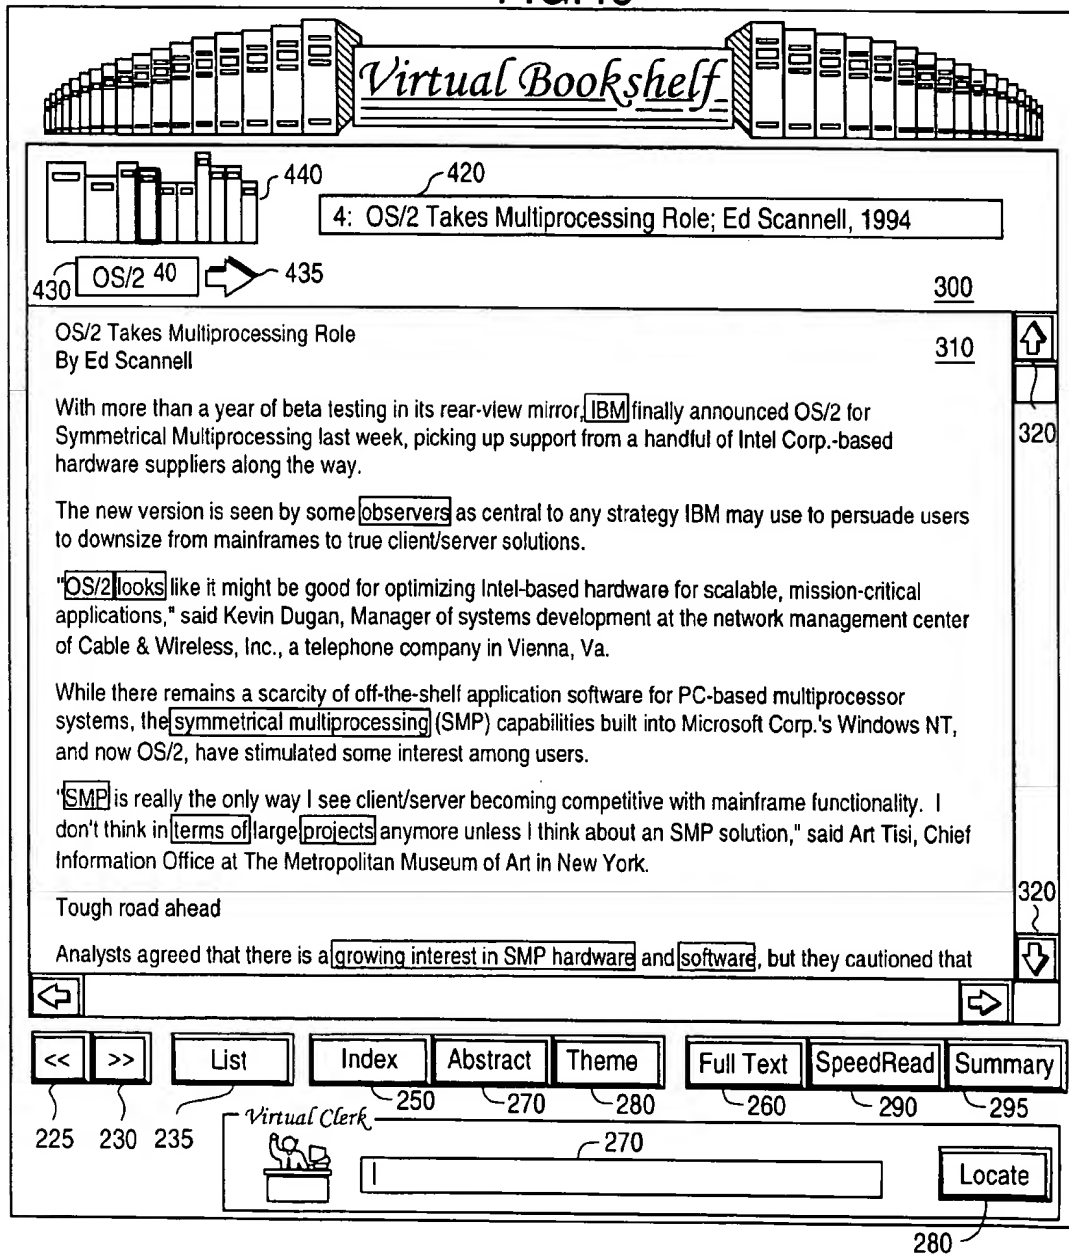 Virtual Bookshelf
440
420
4: OS/2 Takes Multiprocessing Role; Ed Scannell, 1994
430 OS/2 40 435
300
OS/2 Takes Multiprocessing Role
310
By Ed Scannell
With more than a year of beta testing in its rear-view mirror, IBM finally announced OS/2 for
320
Symmetrical Multiprocessing last week, picking up support from a handful of Intel Corp.-based
hardware suppliers along the way.
The new version is seen by some observers as central to any strategy IBM may use to persuade users
to downsize from mainframes to true client/server solutions.
"OS/2 looks like it might be good for optimizing Intel-based hardware for scalable, mission-critical
applications," said Kevin Dugan, Manager of systems development at the network management center
of Cable & Wireless, Inc., a telephone company in Vienna, Va.
While there remains a scarcity of off-the-shelf application software for PC-based multiprocessor
systems, the symmetrical multiprocessing (SMP) capabilities built into Microsoft Corp.'s Windows NT,
and now OS/2, have stimulated some interest among users.
"SMP is really the only way I see client/server becoming competitive with mainframe functionality. I
don't think in terms of large projects anymore unless I think about an SMP solution," said Art Tisi, Chief
Information Office at The Metropolitan Museum of Art in New York.
320
Tough road ahead
Analysts agreed that there is a growing interest in SMP hardware and software, but they cautioned that
<< >> List Index Abstract Theme Full Text SpeedRead Summary
250 270 280 260 290 295
225 230 235
Virtual Clerk
270
Locate
280